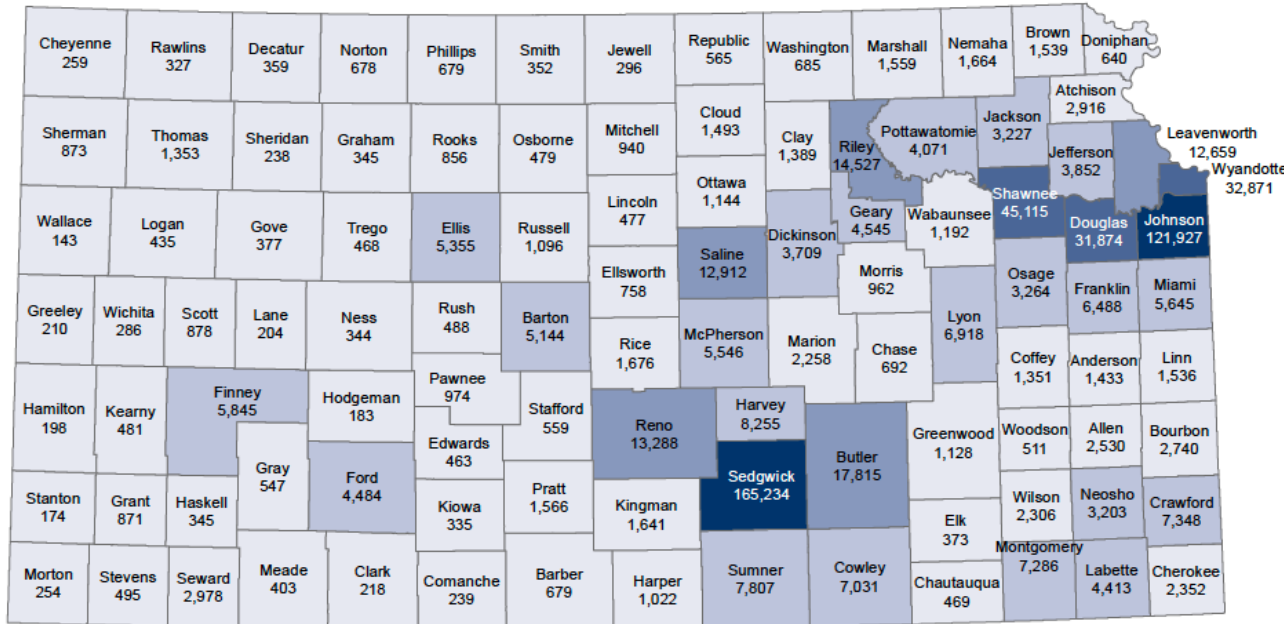 Cheyenne
259
Rawlins
327
Decatur
359
Norton
678
Phillips
679
Smith
352
Jewell
296
Republic
565
Washington
685
Marshall
1,559
Nemaha
1,664
Brown
1,539
Doniphan
640
Atchison
2,916
Sherman
873
Thomas
1,353
Sheridan
238
Graham
345
Rooks
856
Osborne
479
Mitchell
940
Cloud
1,493
Clay
1,389
Riley
14,527
Pottawatomie
4,071
Jackson
3,227
Jefferson
3,852
Leavenworth
12,659
Wyandotte
32,871
Wallace
143
Logan
435
Gove
377
Trego
468
Ellis
5,355
Russell
1,096
Lincoln
477
Ottawa
1,144
Saline
12,912
Dickinson
3,709
Geary
4,545
Wabaunsee
1,192
Shawnee
45,115
Douglas
31,874
Johnson
121,927
Ellsworth
758
Morris
962
Osage
3,264
Franklin
6,488
Miami
5,645
Greeley
210
Wichita
286
Scott
878
Lane
204
Ness
344
Rush
488
Barton
5,144
Rice
1,676
McPherson
5,546
Marion
2,258
Chase
692
Lyon
6,918
Coffey
1,351
Anderson
1,433
Linn
1,536
Hamilton
198
Kearny
481
Finney
5,845
Hodgeman
183
Pawnee
974
Edwards
463
Stafford
559
Reno
13,288
Harvey
8,255
Butler
17,815
Greenwood
1,128
Woodson
511
Allen
2,530
Bourbon
2,740
Gray
547
Ford
4,484
Sedgwick
165,234
Stanton
174
Grant
871
Haskell
345
Kiowa
335
Pratt
1,566
Kingman
1,641
Elk
373
Wilson
2,306
Neosho
3,203
Crawford
7,348
Morton
254
Stevens
495
Seward
2,978
Meade
403
Clark
218
Comanche
239
Barber
679
Harper
1,022
Sumner
7,807
Cowley
7,031
Chautauqua
469
Montgomery
7,286
Labette
4,413
Cherokee
2,352